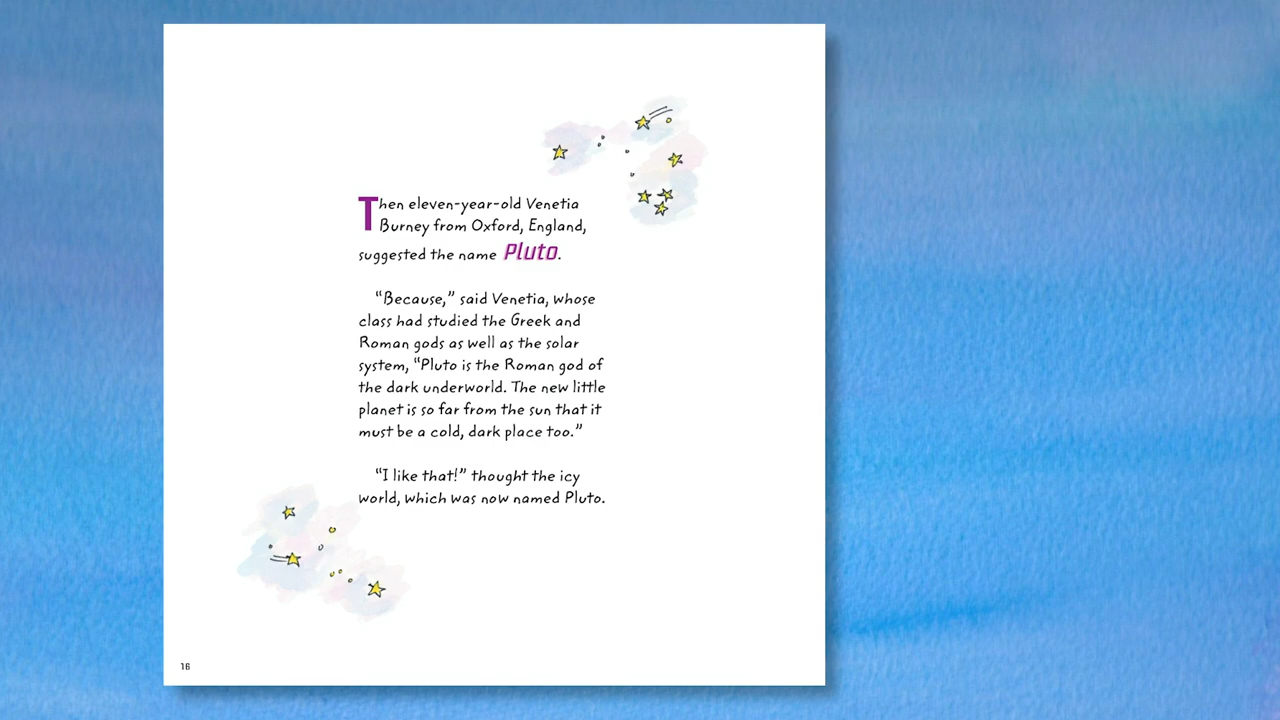 Then eleven-year-old Venetia
Burney from Oxford, England,
suggested the name Pluto.
“Because,” said Venetia, whose
class had studied the Greek and
Roman gods as well as the solar
system, “Pluto is the Roman god of
the dark underworld. The new little
planet is so far from the sun that it
must be a cold, dark place too.”
“I like that!” thought the icy
world, which was now named Pluto.
16